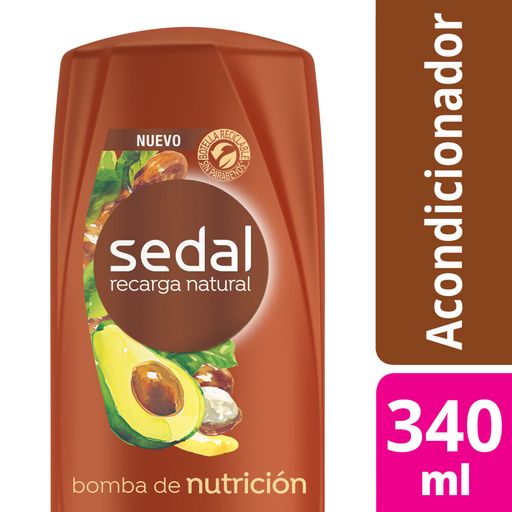 NUEVO
BOTELLA RECICLABLE
SIN PARABENOS
sedal
recarga natural
bomba de nutrición
Acondicionador
340
ml